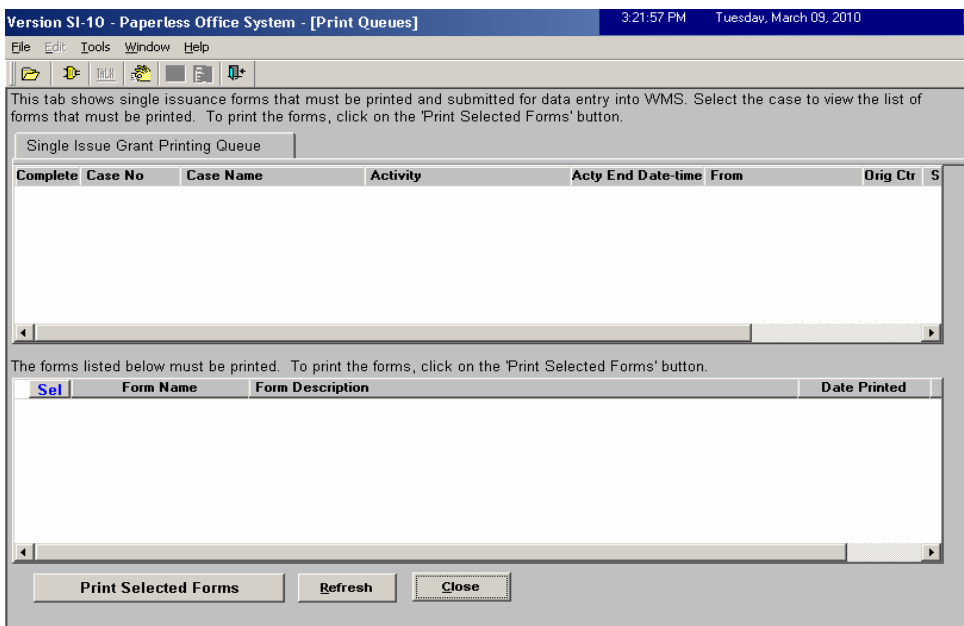 Version SI-10 - Paperless Office System - [Print Queues] 3:21:57 PM Tuesday, March 09, 2010
File Edit Tools Window Help
TALK
This tab shows single issuance forms that must be printed and submitted for data entry into WMS. Select the case to view the list of
forms that must be printed. To print the forms, click on the 'Print Selected Forms' button.
Single Issue Grant Printing Queue
Complete Case No Case Name Activity Acty End Date-time From Orig Ctr S
The forms listed below must be printed. To print the forms, click on the 'Print Selected Forms' button.
Sel Form Name Form Description Date Printed
Print Selected Forms Refresh Close